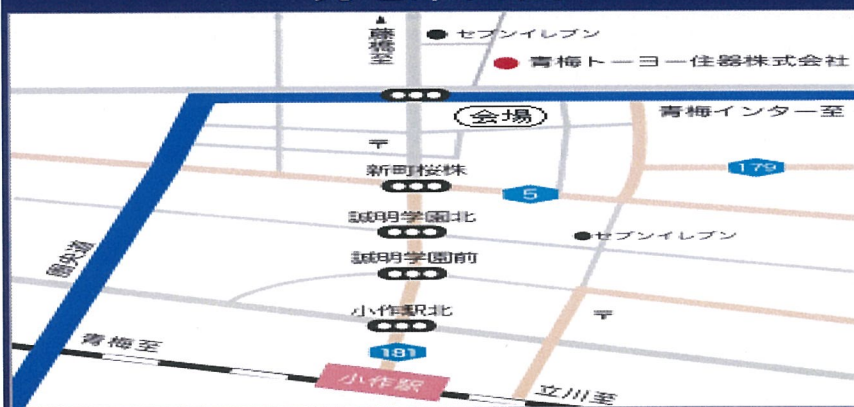 藤橋至
セブンイレブン
青梅トーヨー住器株式会社
会場
青梅インター至
〒
新町桜株
179
5
誠明学園北
セブンイレブン
圏央道
誠明学園前
小作駅北
〒
181
青梅至
小作駅
立川至